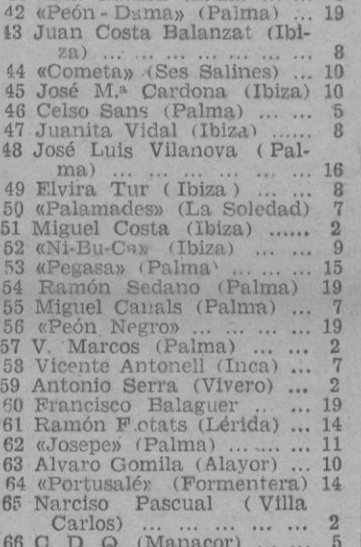 42 «Peón-Dama» (Palma) ... 19
43 Juan Costa Balanzat (Ibi-
za) ... ... ... ... ... ... 8
44 «Cometa» (Ses Salines) ... 10
45 José M.ª Cardona (Ibiza) 10
46 Celso Sans (Palma) ... ... 5
47 Juanita Vidal (Ibiza) ...... 8
48 José Luis Vilanova (Pal-
ma) ... ... ... ... ... ... 16
49 Elvira Tur (Ibiza) ... ... 8
50 «Palamades» (La Soledad) 7
51 Miguel Costa (Ibiza) ...... 2
52 «Ni-Bu-Ca» (Ibiza) ... ... 9
53 «Pegasa» (Palma) ... ... ... 15
54 Ramón Sedano (Palma) 19
55 Miguel Canals (Palma) ... 7
56 «Peón Negro» ... ... ... ... 19
57 V. Marcos (Palma) ... ... 2
58 Vicente Antonell (Inca) ... 7
59 Antonio Serra (Vivero) ... 2
60 Francisco Balaguer ... ... 19
61 Ramón Flotats (Lérida) ... 14
62 «Josepe» (Palma) ... ... ... 11
63 Alvaro Gomila (Alayor) ... 10
64 «Portusalé» (Formentera) 14
65 Narciso Pascual (Villa
Carlos) ... ... ... ... ... 2
66 C. D. Q. (Manacor) ... ... 5